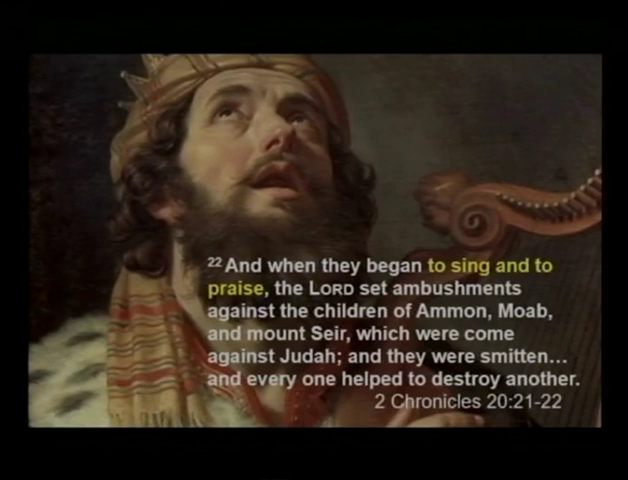 22 And when they began to sing and to
praise, the LORD set ambushments
against the children of Ammon, Moab,
and mount Seir, which were come
against Judah; and they were smitten...
and every one helped to destroy another.
2 Chronicles 20:21-22